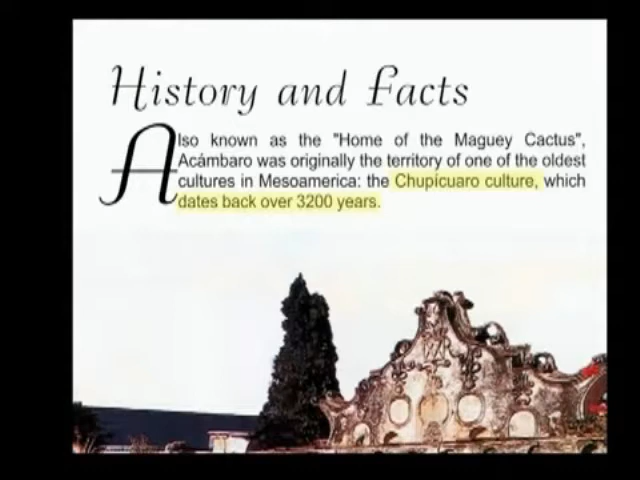 History and Facts
Also known as the "Home of the Maguey Cactus",
Acámbaro was originally the territory of one of the oldest
cultures in Mesoamerica: the Chupícuaro culture, which
dates back over 3200 years.